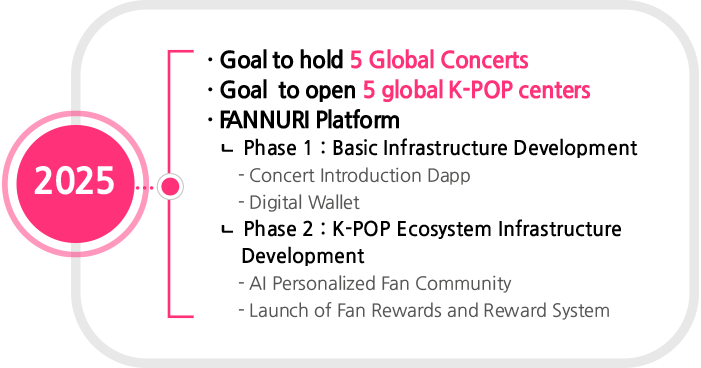 2025
· Goal to hold 5 Global Concerts
· Goal to open 5 global K-POP centers
· FANNURI Platform
ㄴ Phase 1 : Basic Infrastructure Development
- Concert Introduction Dapp
- Digital Wallet
ㄴ Phase 2 : K-POP Ecosystem Infrastructure
Development
- AI Personalized Fan Community
- Launch of Fan Rewards and Reward System